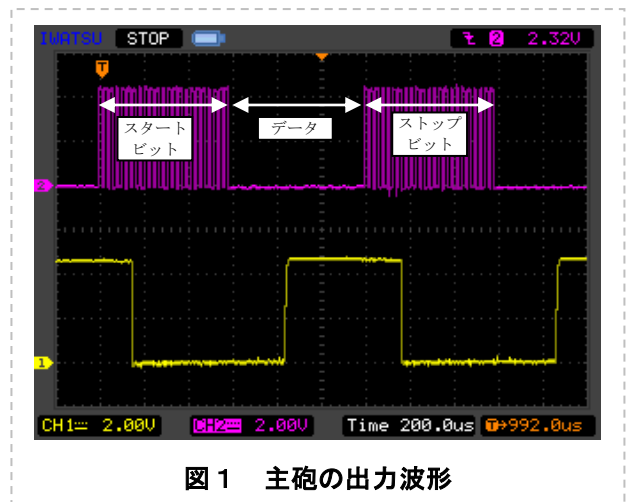 IWATSU STOP 2 2.32V
T
スタート
ビット
データ
ストップ
ビット
2
1
CH1 2.00V CH2 2.00V Time 200.0us T→992.0us
図1 主砲の出力波形